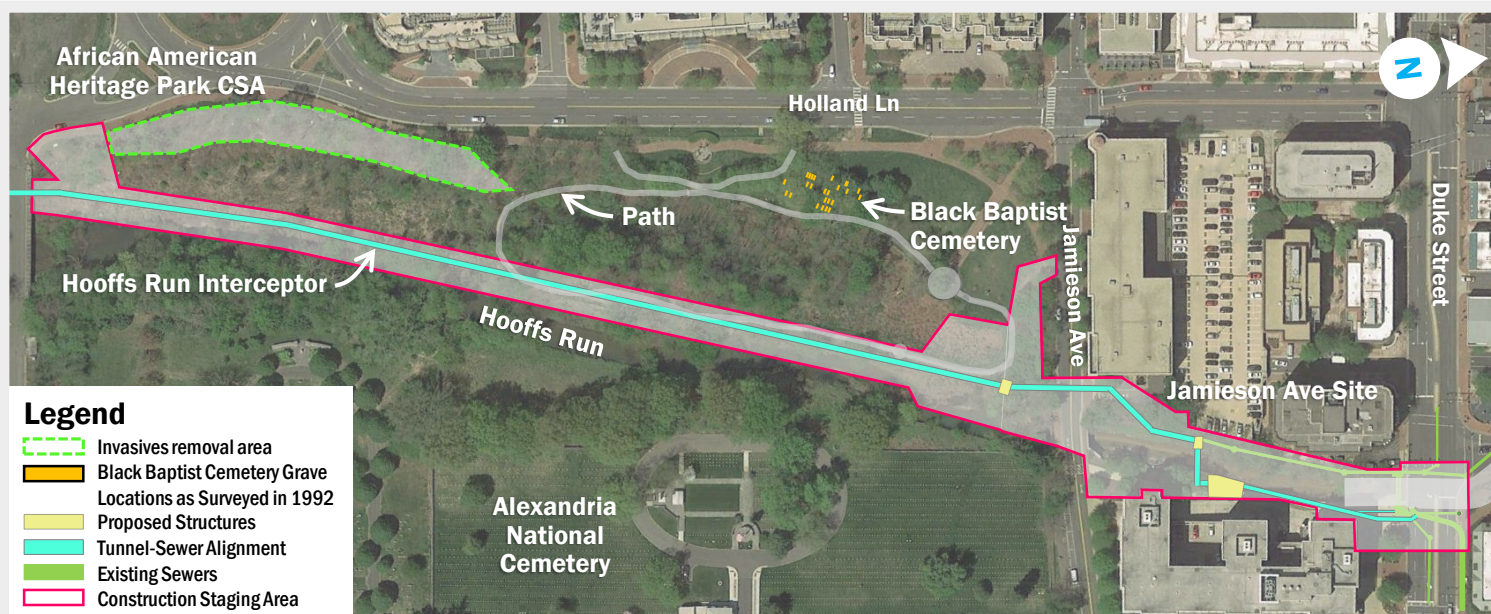 African American
Heritage Park CSA
Holland Ln
N
Path
Black Baptist
Cemetery
Jamieson Ave
Duke Street
Hooffs Run Interceptor
Hooffs Run
Jamieson Ave Site
Alexandria
National
Cemetery
Legend
Invasives removal area
Black Baptist Cemetery Grave
Locations as Surveyed in 1992
Proposed Structures
Tunnel-Sewer Alignment
Existing Sewers
Construction Staging Area